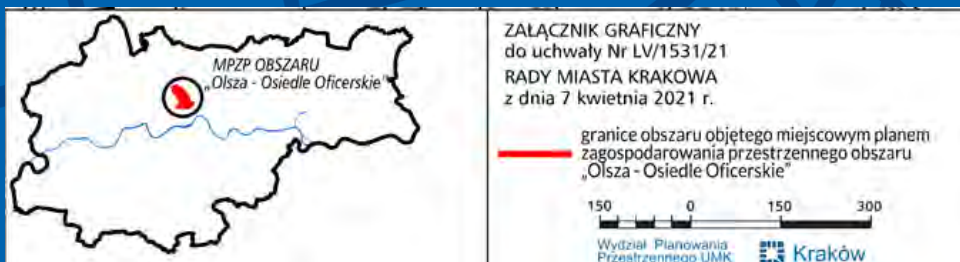 MPZP OBSZARU
„Olsza - Osiedle Oficerskie"
ZAŁĄCZNIK GRAFICZNY
do uchwały Nr LV/1531/21
RADY MIASTA KRAKOWA
z dnia 7 kwietnia 2021 r.
granice obszaru objętego miejscowym planem
zagospodarowania przestrzennego obszaru
„Olsza - Osiedle Oficerskie"
150 0 150 300
Wydział Planowania
Przestrzennego UMK
Kraków